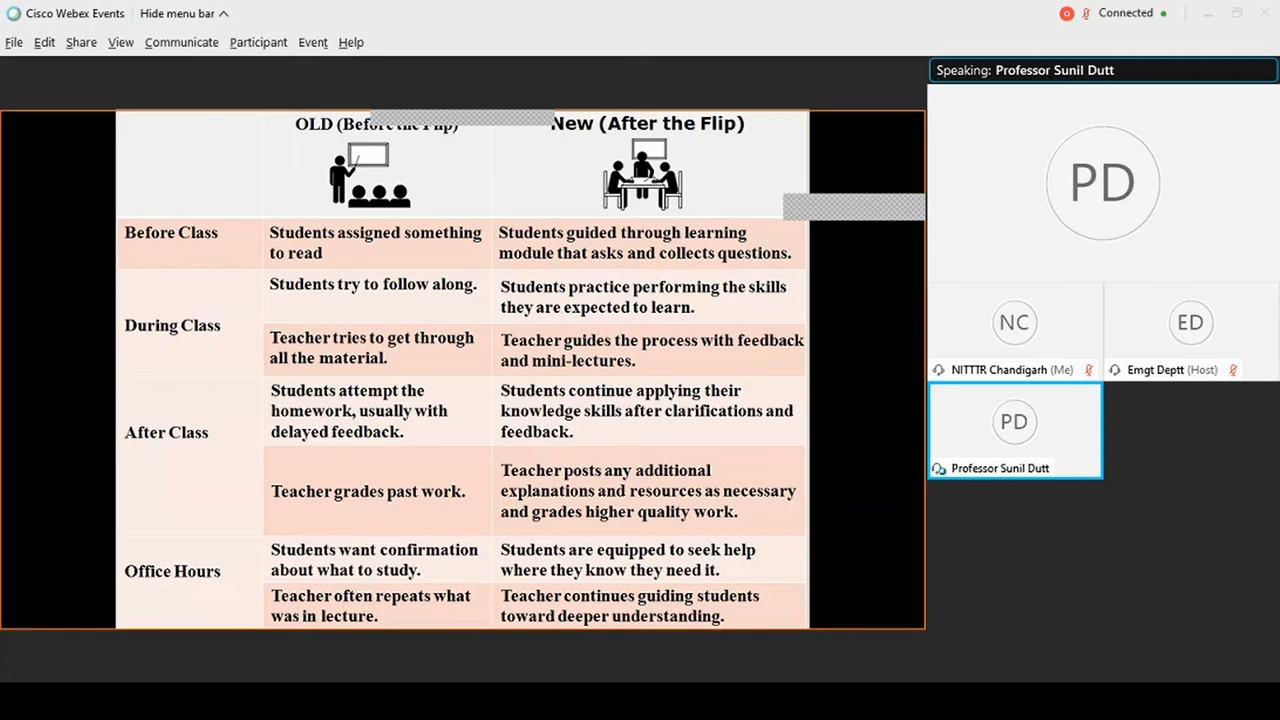 Cisco Webex Events
Hide menu bar
Connected
File Edit Share View Communicate Participant Event Help
Speaking: Professor Sunil Dutt
PD
NC
NITTTR Chandigarh (Me)
ED
Emgt Deptt (Host)
PD
Professor Sunil Dutt
OLD (Before the Flip)
New (After the Flip)
Before Class
Students assigned something
to read
Students guided through learning
module that asks and collects questions.
During Class
Students try to follow along.
Students practice performing the skills
they are expected to learn.
Teacher tries to get through
all the material.
Teacher guides the process with feedback
and mini-lectures.
After Class
Students attempt the
homework, usually with
delayed feedback.
Students continue applying their
knowledge skills after clarifications and
feedback.
Teacher grades past work.
Teacher posts any additional
explanations and resources as necessary
and grades higher quality work.
Office Hours
Students want confirmation
about what to study.
Students are equipped to seek help
where they know they need it.
Teacher often repeats what
was in lecture.
Teacher continues guiding students
toward deeper understanding.